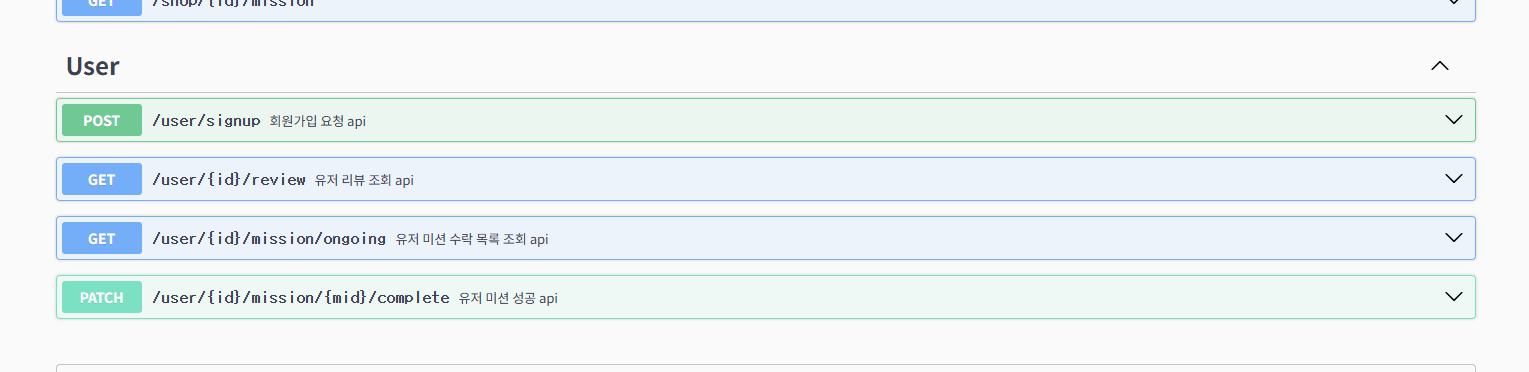 GET /shop/{id}/mission
User
POST /user/signup 회원가입 요청 api
GET /user/{id}/review 유저 리뷰 조회 api
GET /user/{id}/mission/ongoing 유저 미션 수락 목록 조회 api
PATCH /user/{id}/mission/{mid}/complete 유저 미션 성공 api